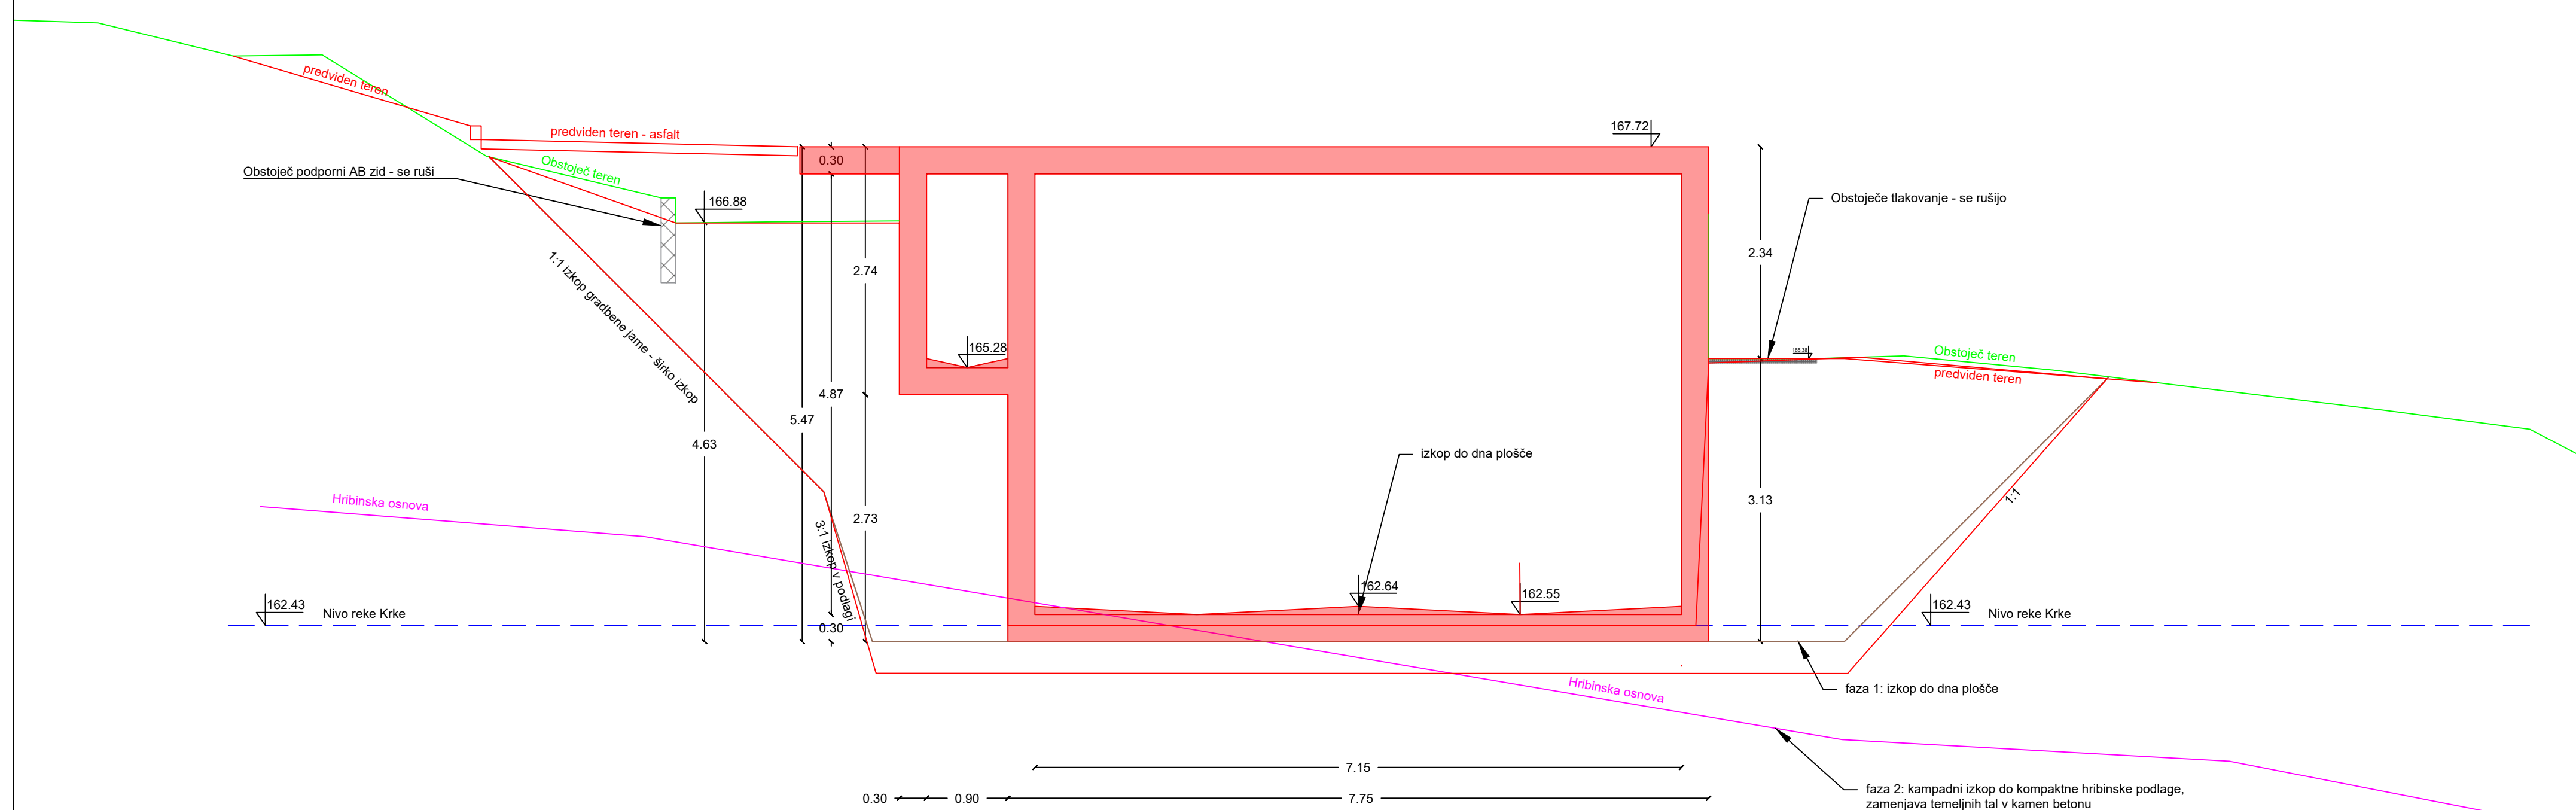 predviden teren
predviden teren - asfalt
Obstoječ podporni AB zid - se ruši
Obstoječ teren
166.88
0.30
167.72
Obstoječe tlakovanje - se rušijo
2.34
2.74
1:1 izkop gradbene jame - širko izkop
165.28
165.38
Obstoječ teren
predviden teren
4.87
5.47
4.63
izkop do dna plošče
Hribinska osnova
2.73
3:1 izkop v podlagi
3.13
1:1
162.64
162.55
162.43
Nivo reke Krke
0.30
162.43
Nivo reke Krke
Hribinska osnova
faza 1: izkop do dna plošče
7.15
0.30
0.90
7.75
faza 2: kampadni izkop do kompaktne hribinske podlage,
zamenjava temeljnih tal v kamen betonu